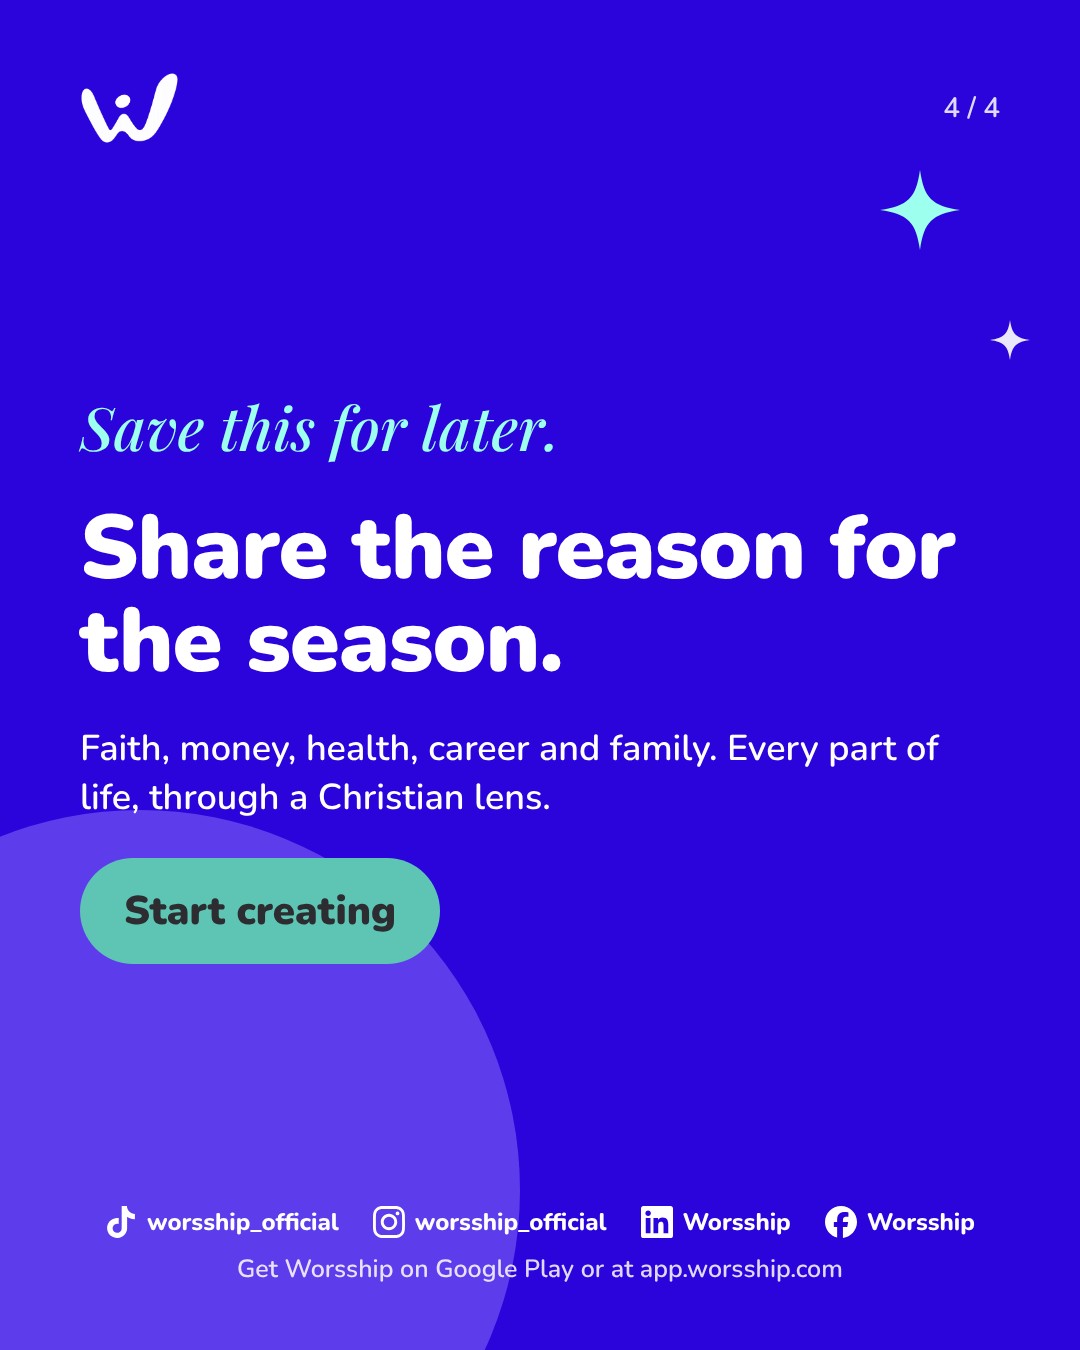 4 / 4
Save this for later.
Share the reason for
the season.
Faith, money, health, career and family. Every part of
life, through a Christian lens.
Start creating
worsship_official worsship_official Worsship Worsship
Get Worsship on Google Play or at app.worsship.com